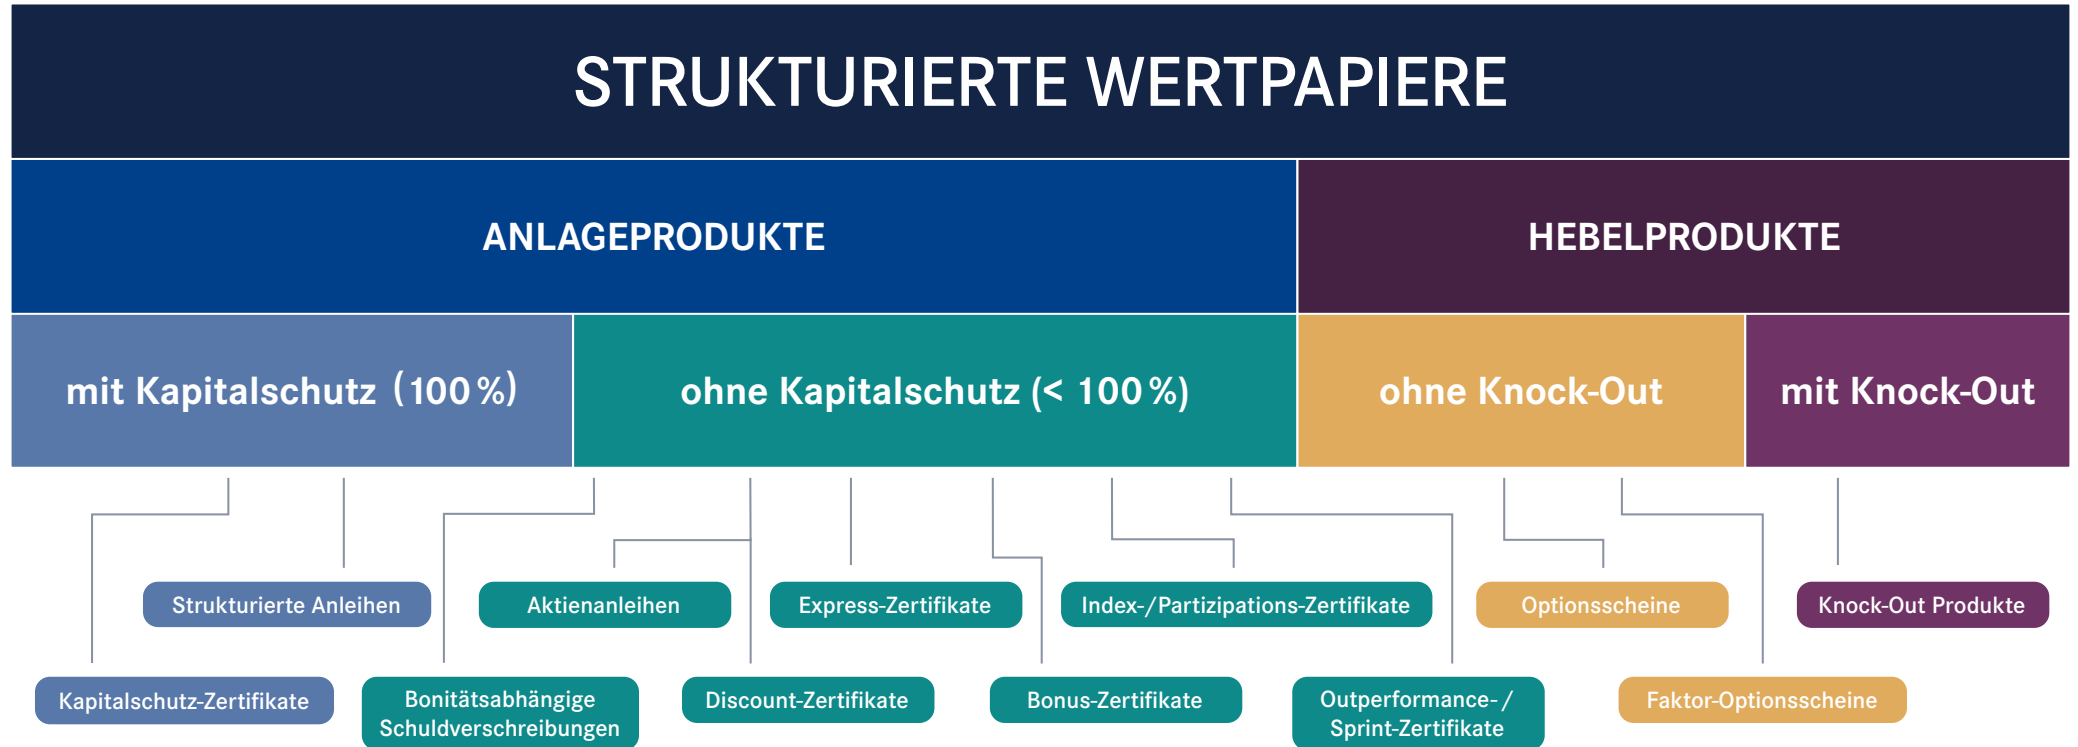 STRUKTURIERTE WERTPAPIERE
ANLAGEPRODUKTE
HEBELPRODUKTE
mit Kapitalschutz (100 %)
ohne Kapitalschutz (< 100 %)
ohne Knock-Out
mit Knock-Out
Strukturierte Anleihen
Aktienanleihen
Express-Zertifikate
Index-/Partizipations-Zertifikate
Optionsscheine
Knock-Out Produkte
Kapitalschutz-Zertifikate
Bonitätsabhängige
Schuldverschreibungen
Discount-Zertifikate
Bonus-Zertifikate
Outperformance-/
Sprint-Zertifikate
Faktor-Optionsscheine